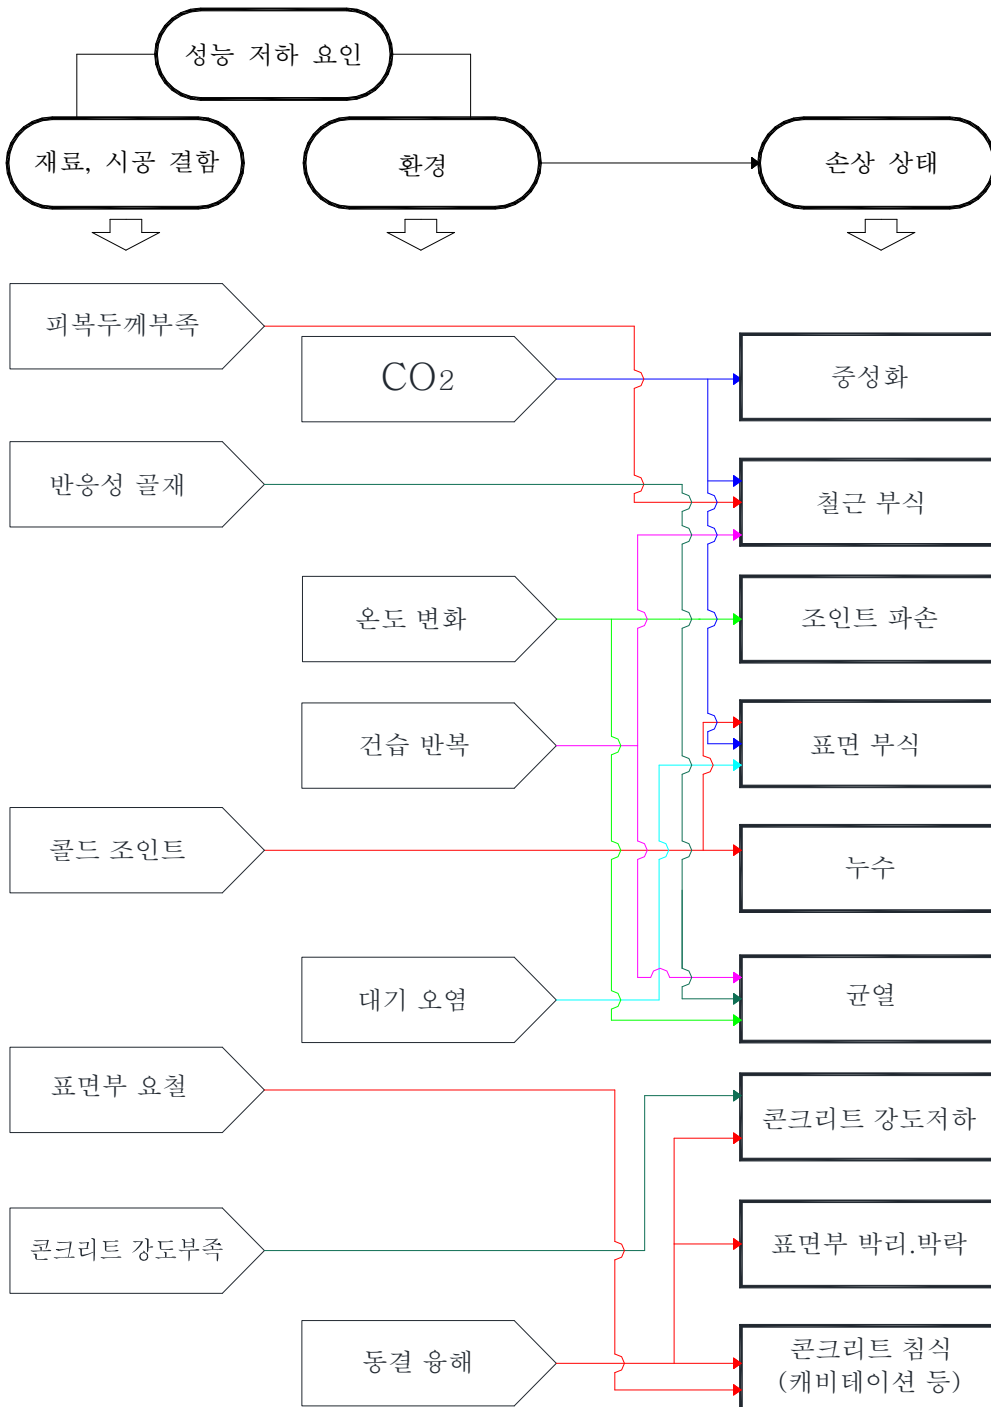 성능 저하 요인
재료, 시공 결함
환경
손상 상태
피복두께부족
CO2
중성화
반응성 골재
철근 부식
온도 변화
조인트 파손
건습 반복
표면 부식
콜드 조인트
누수
대기 오염
균열
표면부 요철
콘크리트 강도저하
콘크리트 강도부족
표면부 박리.박락
동결 융해
콘크리트 침식
(캐비테이션 등)